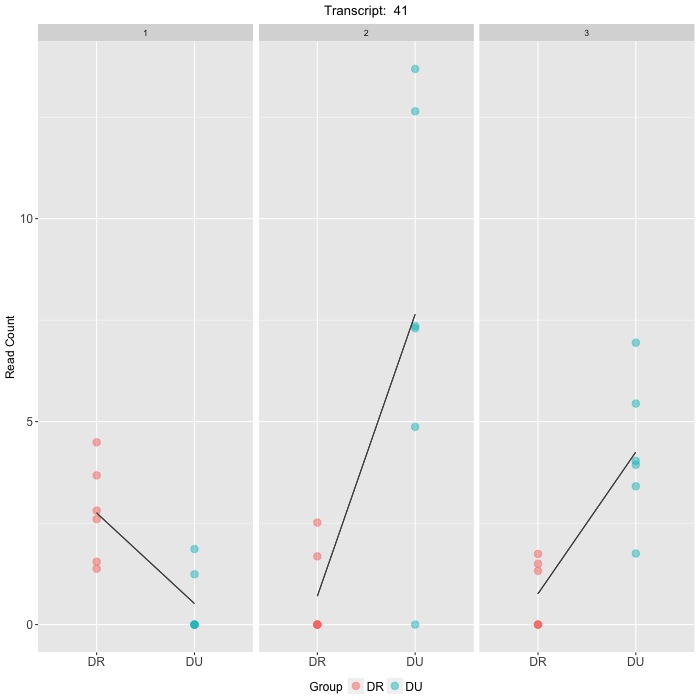 Transcript:  41
1 2 3
10
5
0
Read Count
DR DU DR DU DR DU
Group DR DU